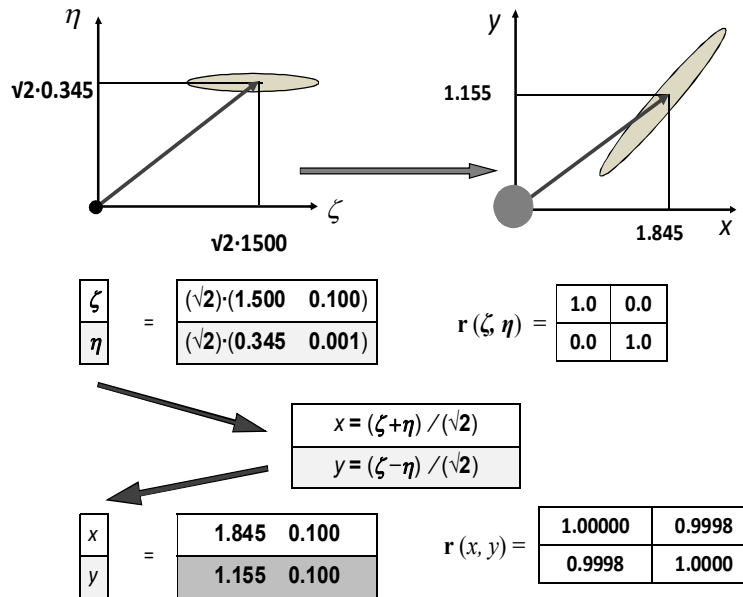 η
y
√2·0.345
1.155
ζ
x
√2·1500
1.845
ζ = (√2)·(1.500 0.100)
η (√2)·(0.345 0.001)
r (ζ, η) = 1.0 0.0
0.0 1.0
x = (ζ+η) /(√2)
y = (ζ−η) /(√2)
x = 1.845 0.100
y 1.155 0.100
r (x, y) = 1.00000 0.9998
0.9998 1.0000